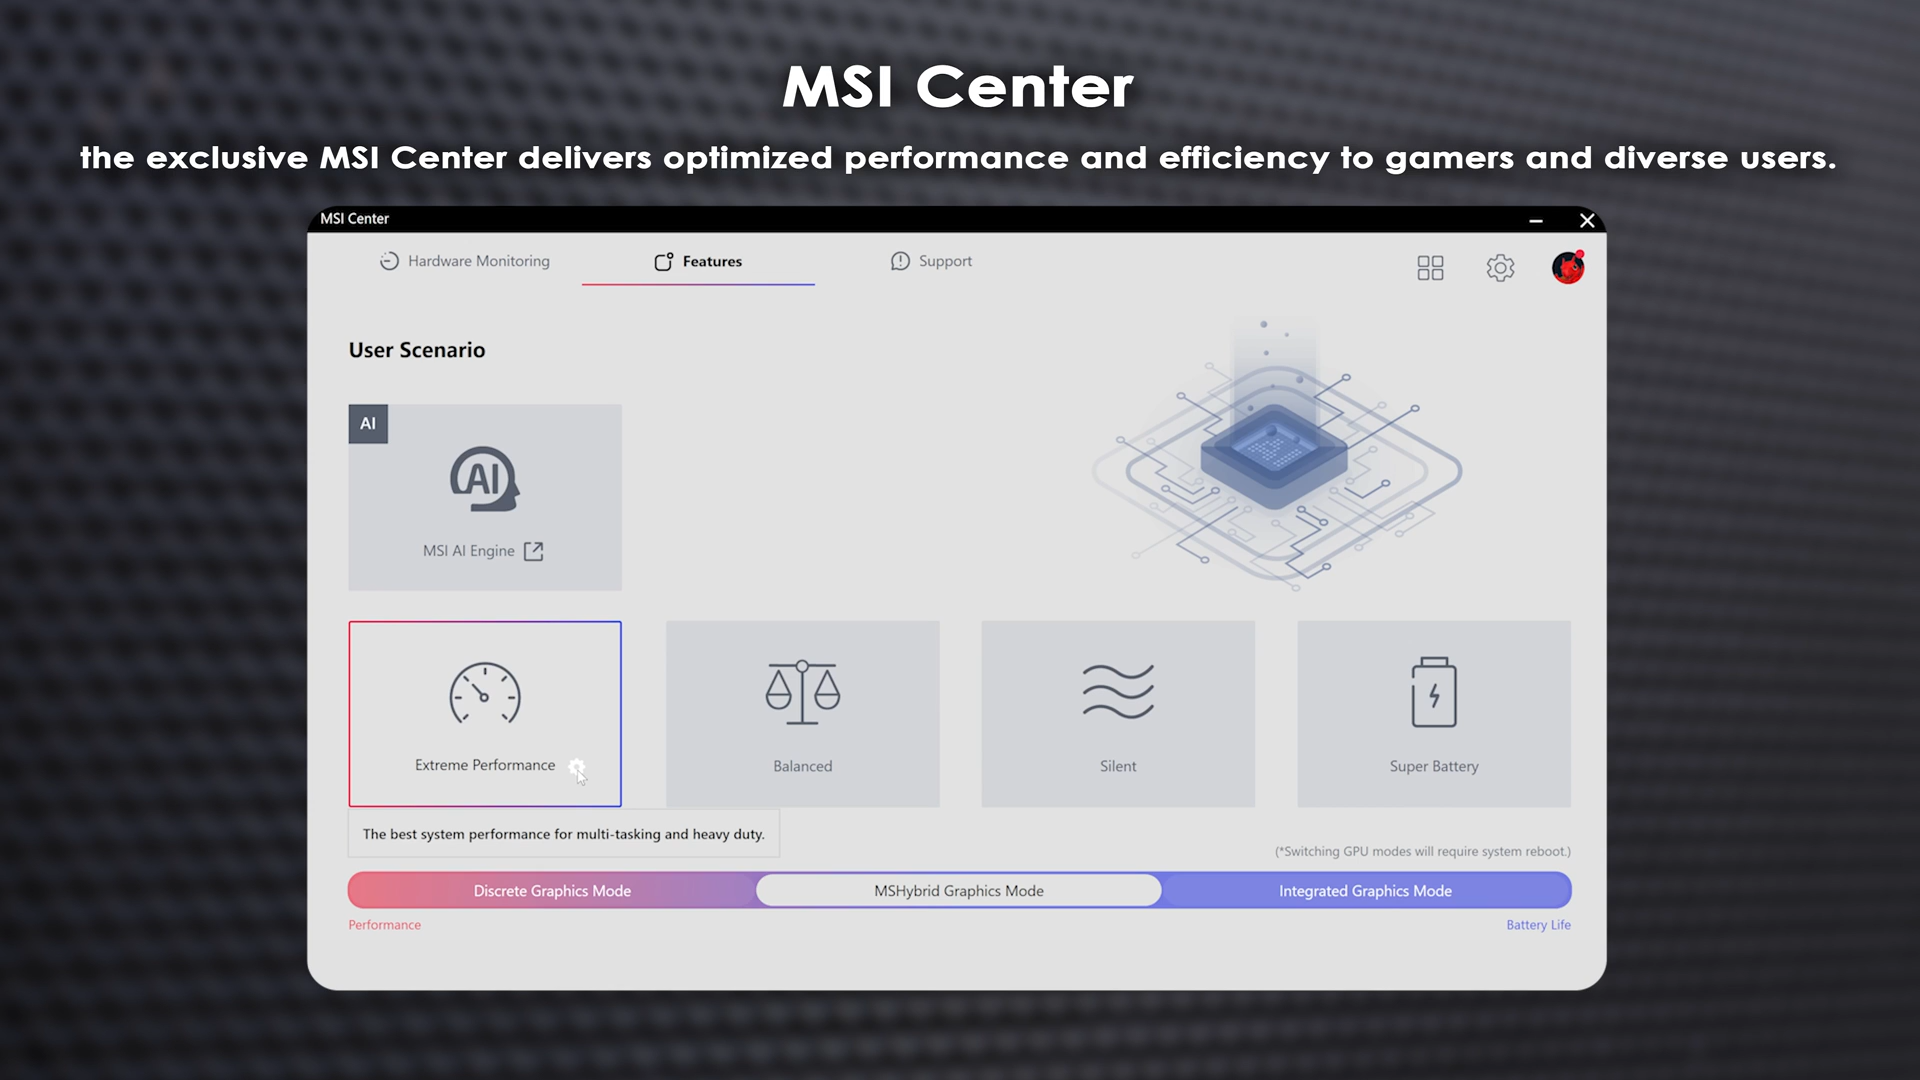 MSI Center
the exclusive MSI Center delivers optimized performance and efficiency to gamers and diverse users.
MSI Center
Hardware Monitoring
Features
Support
User Scenario
AI
AI
MSI AI Engine
Extreme Performance
Balanced
Silent
Super Battery
The best system performance for multi-tasking and heavy duty.
(*Switching GPU modes will require system reboot.)
Discrete Graphics Mode
MSHybrid Graphics Mode
Integrated Graphics Mode
Performance
Battery Life